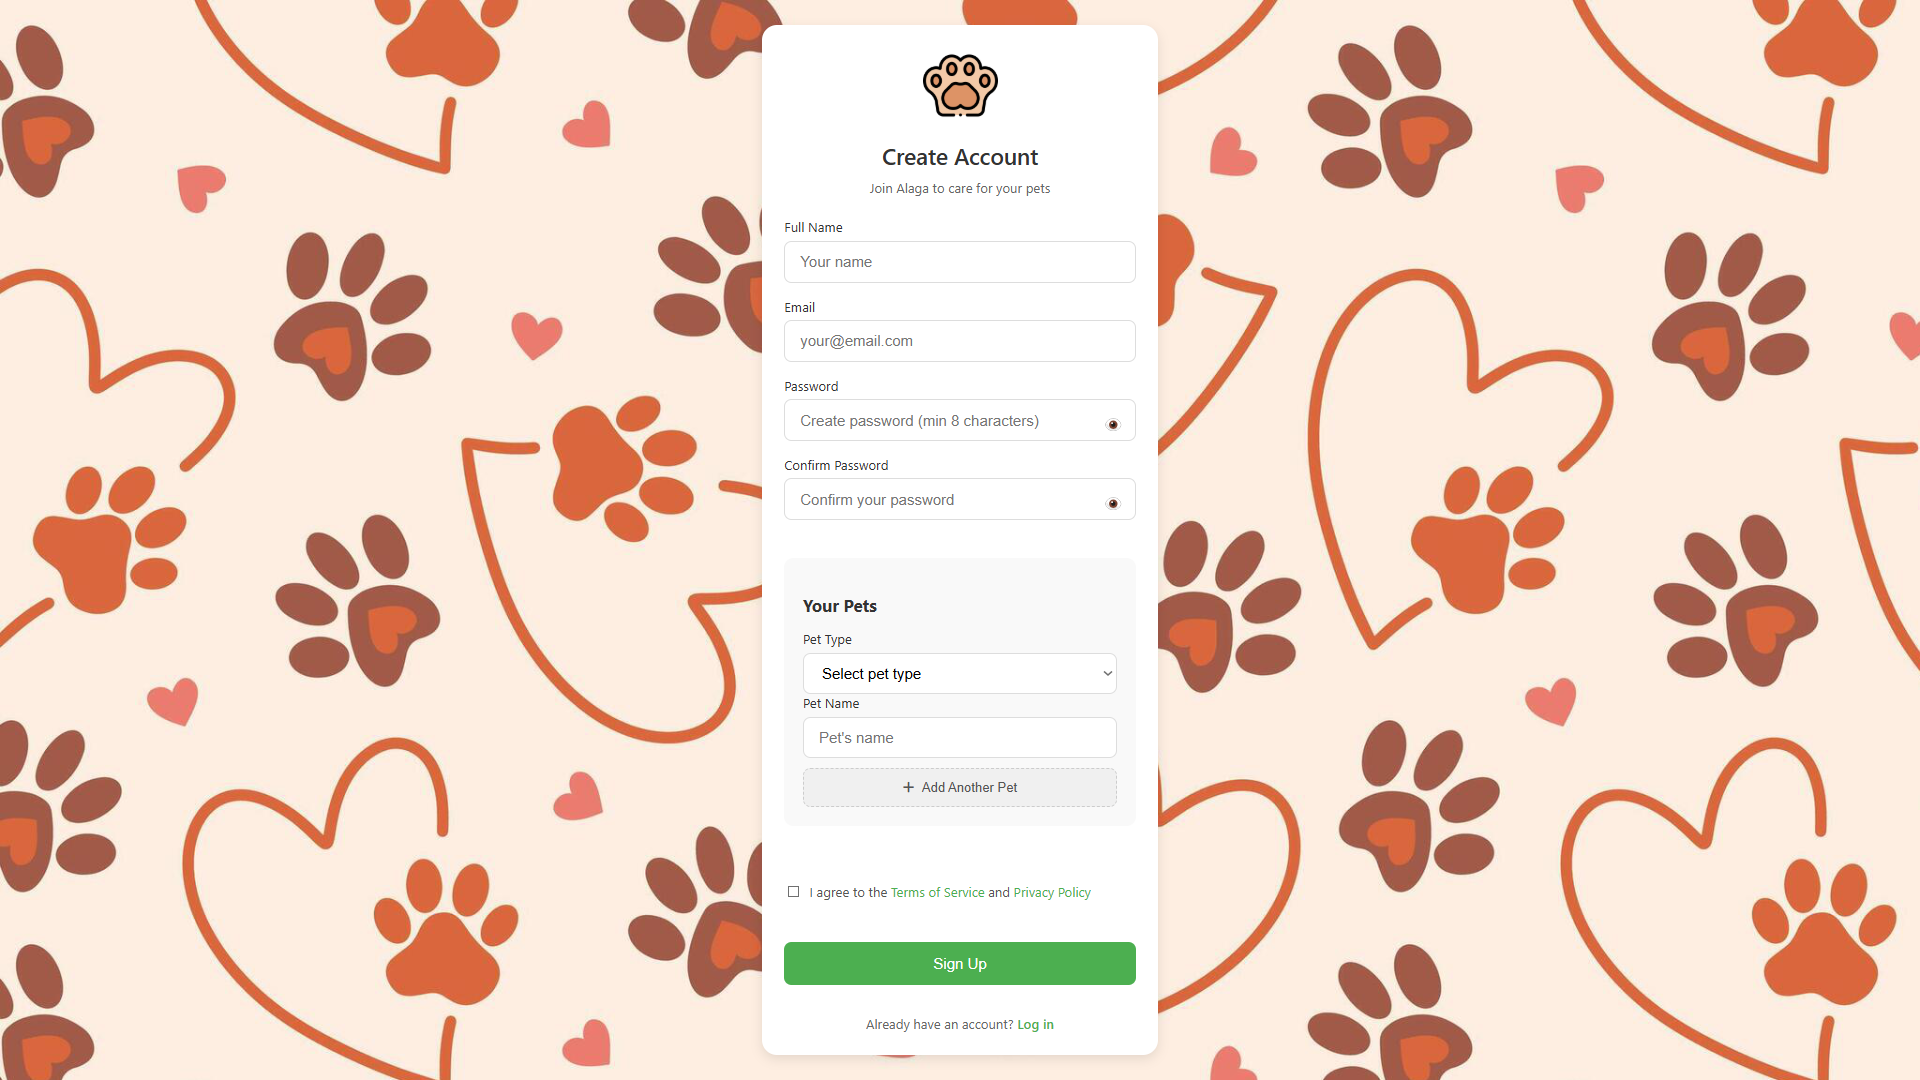 Create Account
Join Alaga to care for your pets
Full Name
Your name
Email
your@email.com
Password
Create password (min 8 characters)
Confirm Password
Confirm your password
Your Pets
Pet Type
Select pet type
Pet Name
Pet's name
+ Add Another Pet
I agree to the Terms of Service and Privacy Policy
Sign Up
Already have an account? Log in